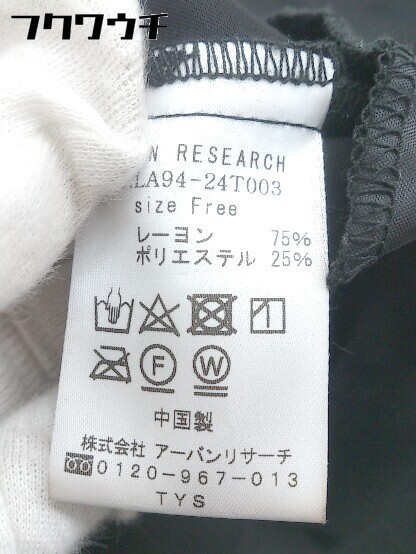 フクワウチ
RESEARCH
LA94-24T003
size Free
レーヨン 75%
ポリエステル 25%
F W
中国製
株式会社 アーバンリサーチ
0120-967-013
TYS